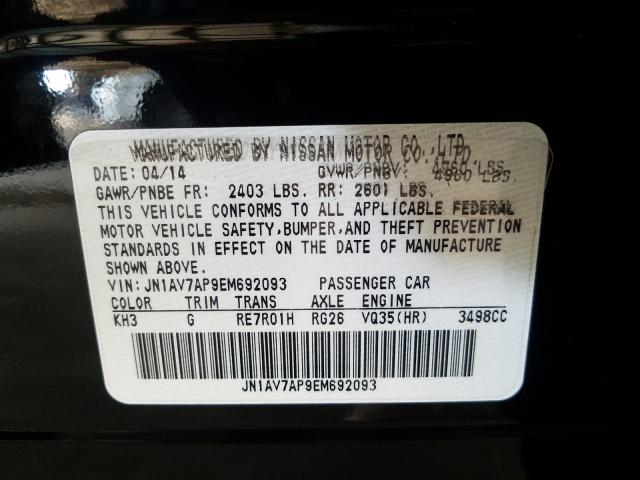 MANUFACTURED BY NISSAN MOTOR CO.,LTD.
DATE: 04/14 GVWR/PNBV: LBS.
GAWR/PNBE FR: 2403 LBS. RR: 2601 LBS.
THIS VEHICLE CONFORMS TO ALL APPLICABLE FEDERAL
MOTOR VEHICLE SAFETY,BUMPER,AND THEFT PREVENTION
STANDARDS IN EFFECT ON THE DATE OF MANUFACTURE
SHOWN ABOVE.
VIN:JN1AV7AP9EM692093 PASSENGER CAR
COLOR TRIM TRANS AXLE ENGINE
KH3 G RE7R01H RG26 VQ35(HR) 3498CC
JN1AV7AP9EM692093